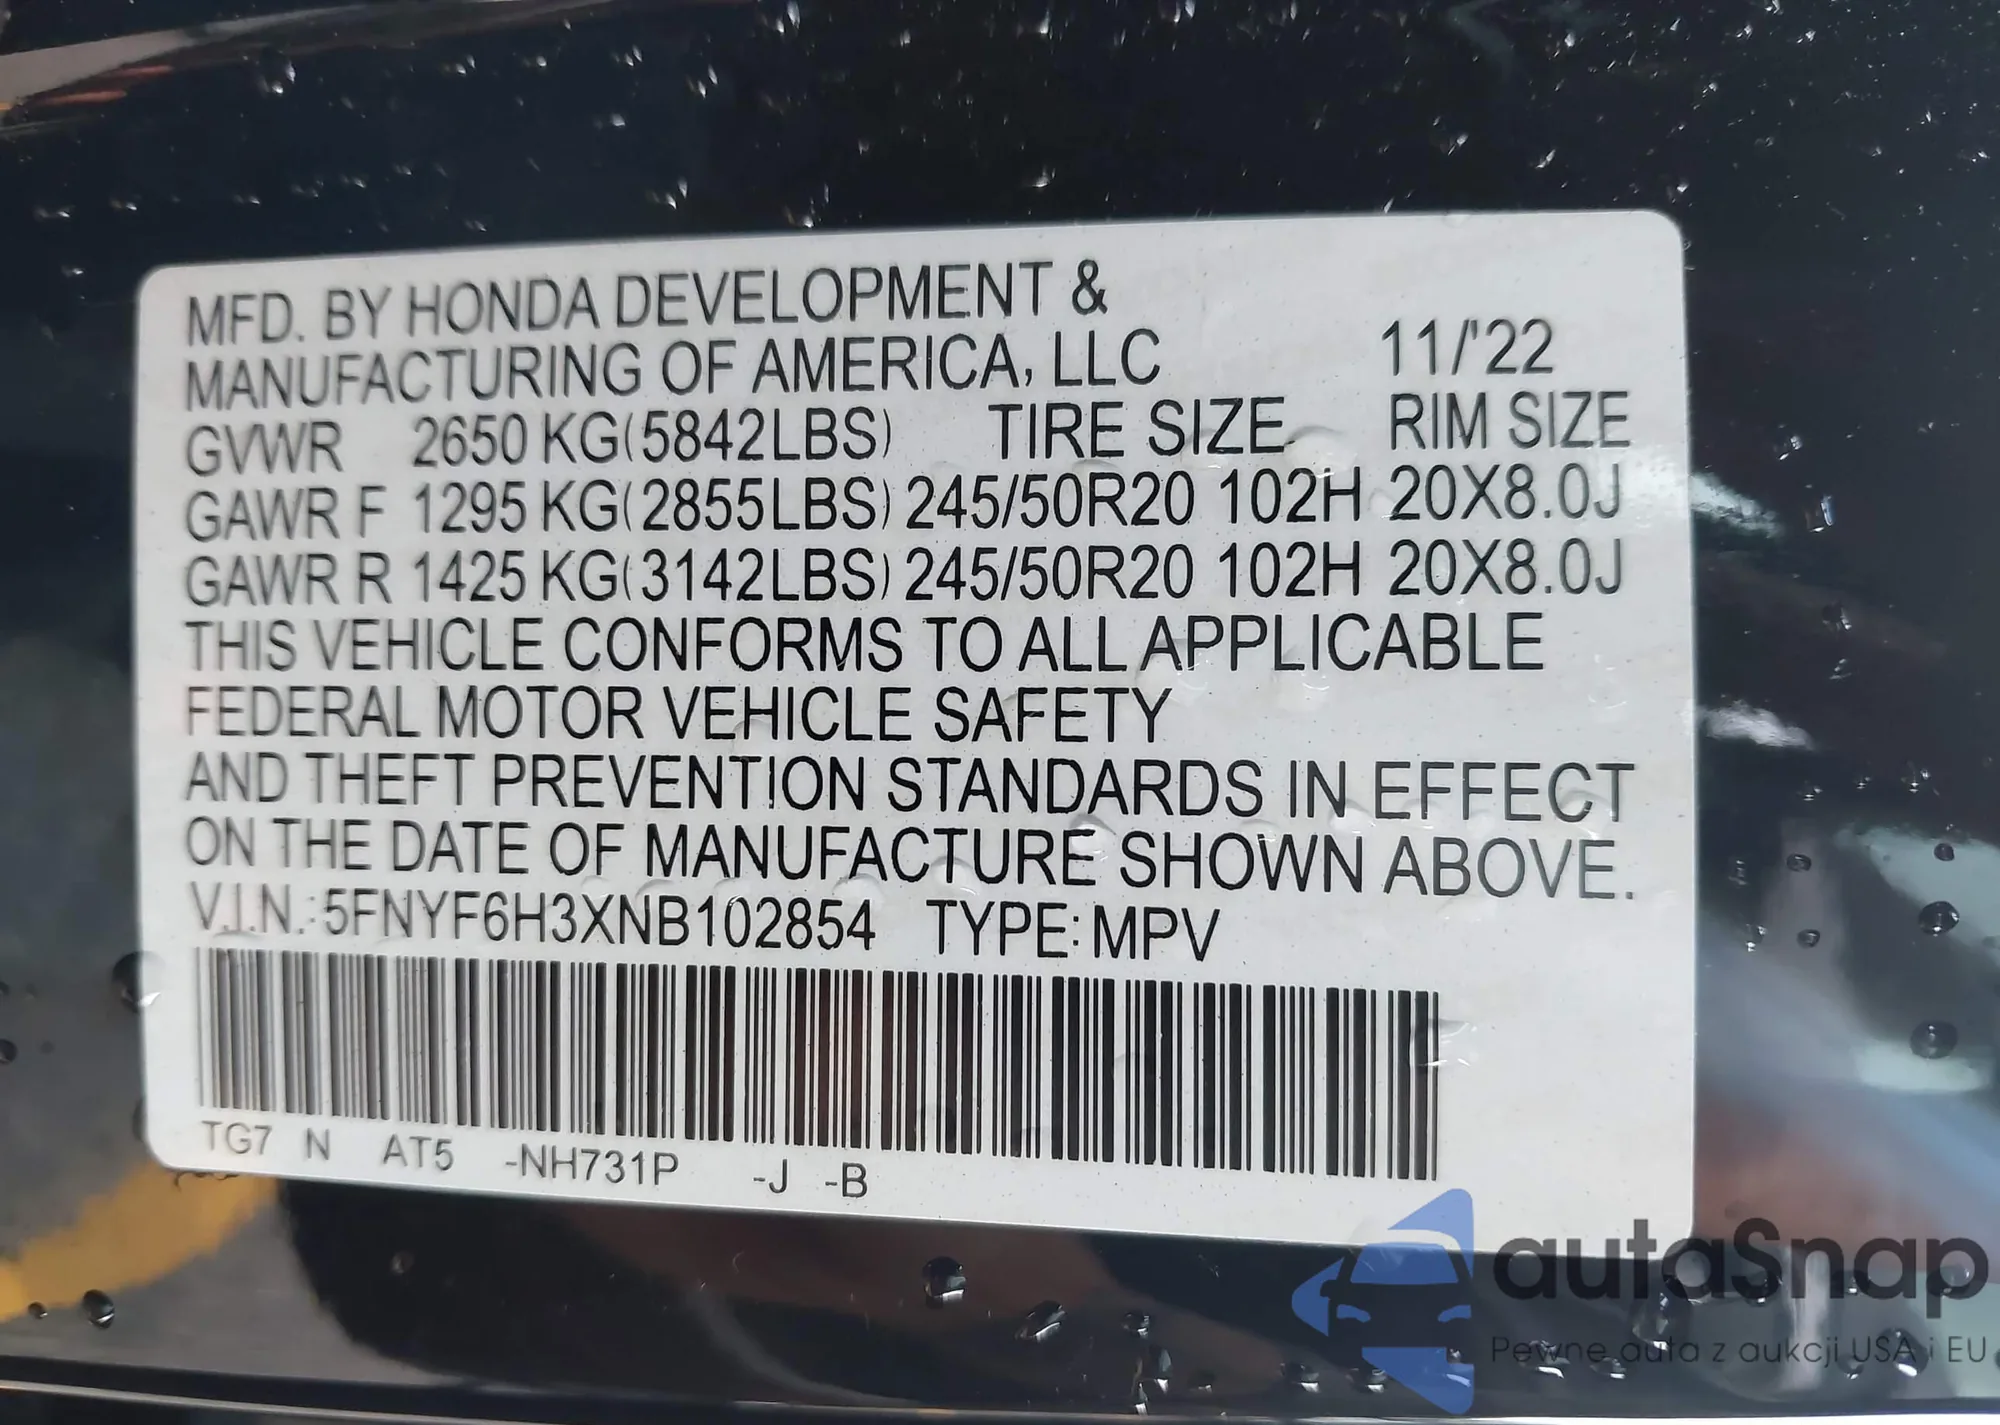 MFD. BY HONDA DEVELOPMENT &
MANUFACTURING OF AMERICA, LLC 11/'22
GVWR 2650 KG(5842LBS) TIRE SIZE RIM SIZE
GAWR F 1295 KG(2855LBS) 245/50R20 102H 20X8.0J
GAWR R 1425 KG(3142LBS) 245/50R20 102H 20X8.0J
THIS VEHICLE CONFORMS TO ALL APPLICABLE
FEDERAL MOTOR VEHICLE SAFETY
AND THEFT PREVENTION STANDARDS IN EFFECT
ON THE DATE OF MANUFACTURE SHOWN ABOVE.
V.I.N.:5FNYF6H3XNB102854 TYPE:MPV
TG7 N AT5 -NH731P -J -B
autaSnap
Pewne auta z aukcji USA i EU